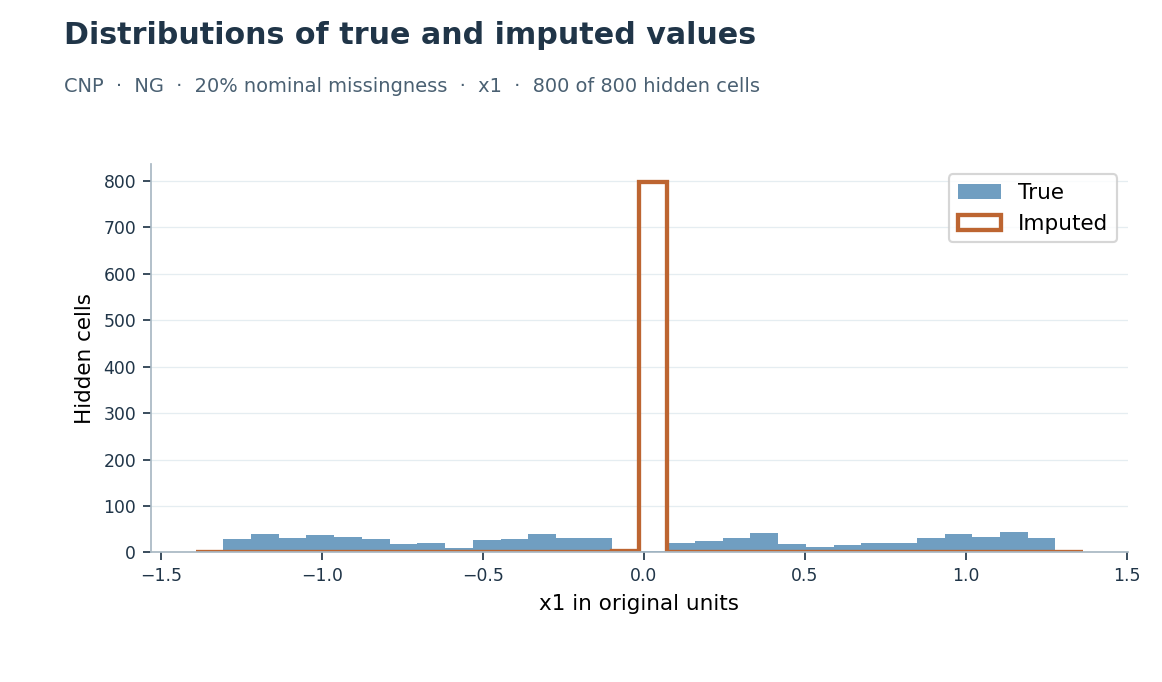 Distributions of true and imputed values
CNP · NG · 20% nominal missingness · x1 · 800 of 800 hidden cells
True
Imputed
Hidden cells
800
700
600
500
400
300
200
100
0
−1.5 −1.0 −0.5 0.0 0.5 1.0 1.5
x1 in original units